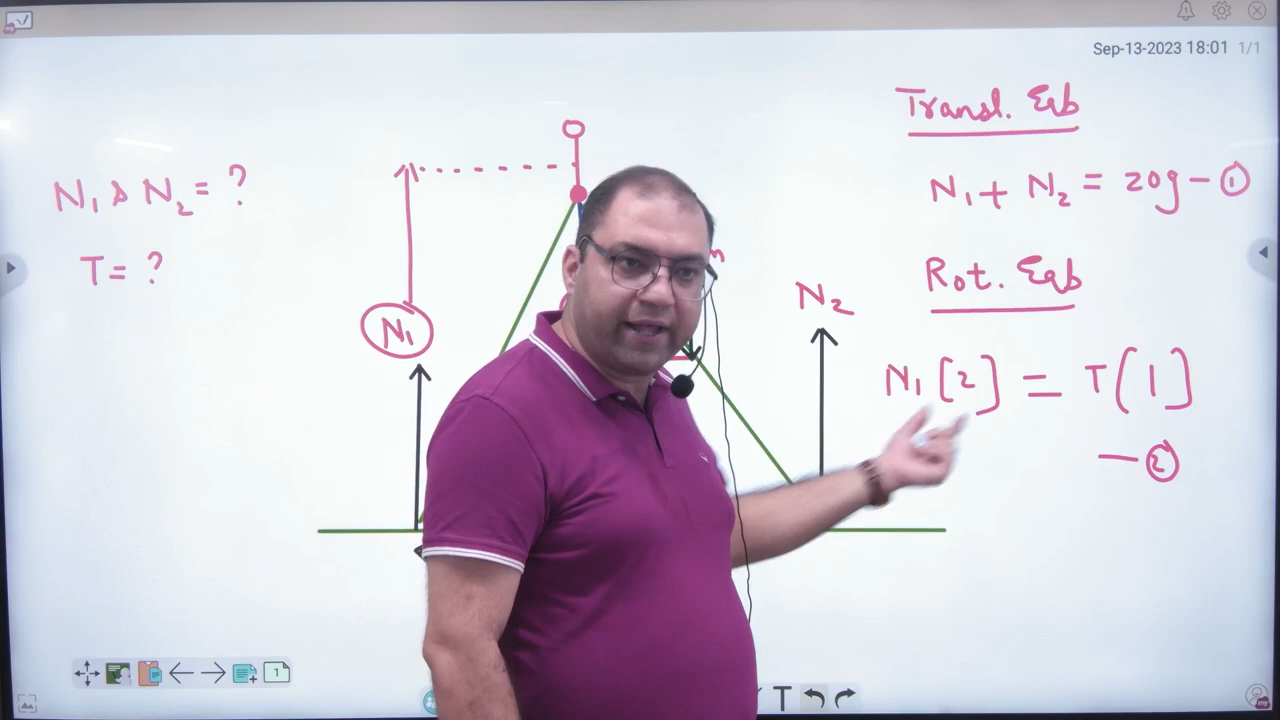 Sep-13-2023 18:01 1/1
Transl. Eqb
N₁ & N₂ = ?
N₁ + N₂ = 20g - ①
T = ?
Rot. Eqb
N₂
N₁
N₁[2] = T(1]
- ②
1
T